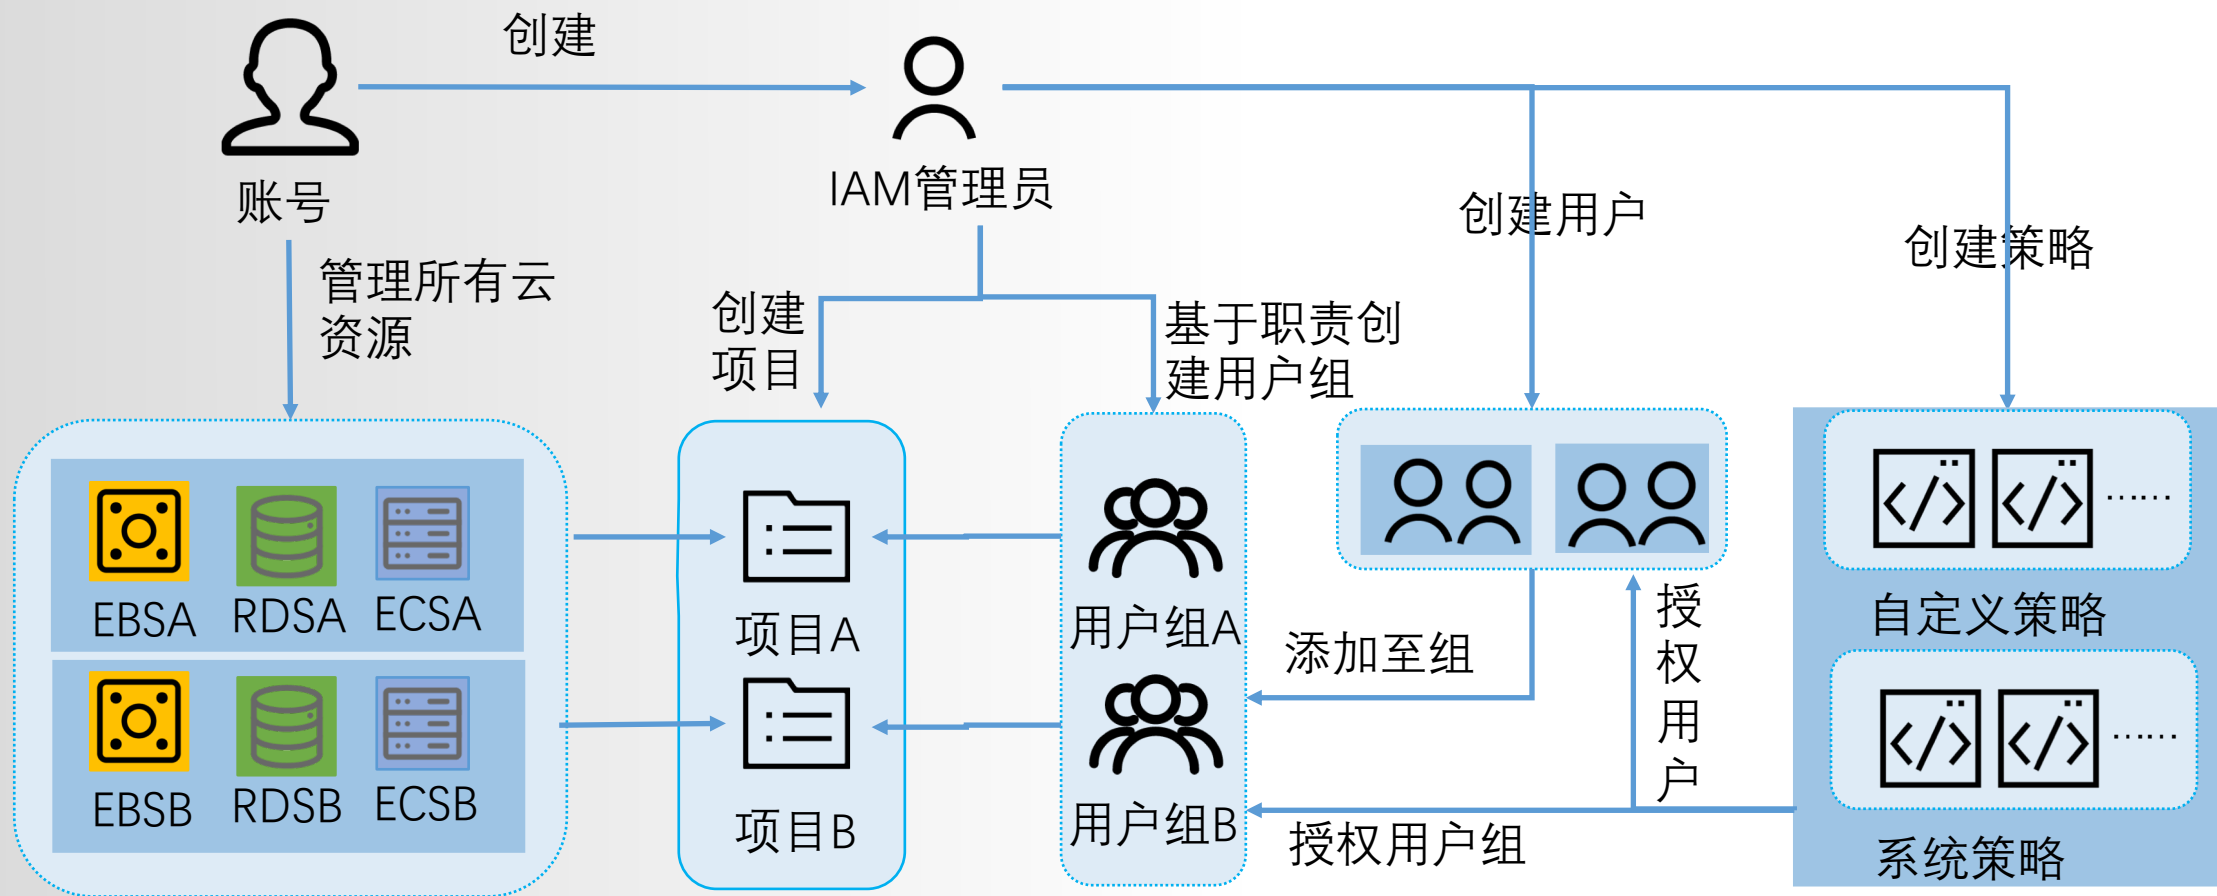 创建
账号
IAM管理员
创建用户
创建策略
管理所有云
资源
创建
项目
基于职责创
建用户组
EBSA
RDSA
ECSA
EBSB
RDSB
ECSB
项目A
项目B
用户组A
用户组B
添加至组
授
权
用
户
授权用户组
……
自定义策略
……
系统策略